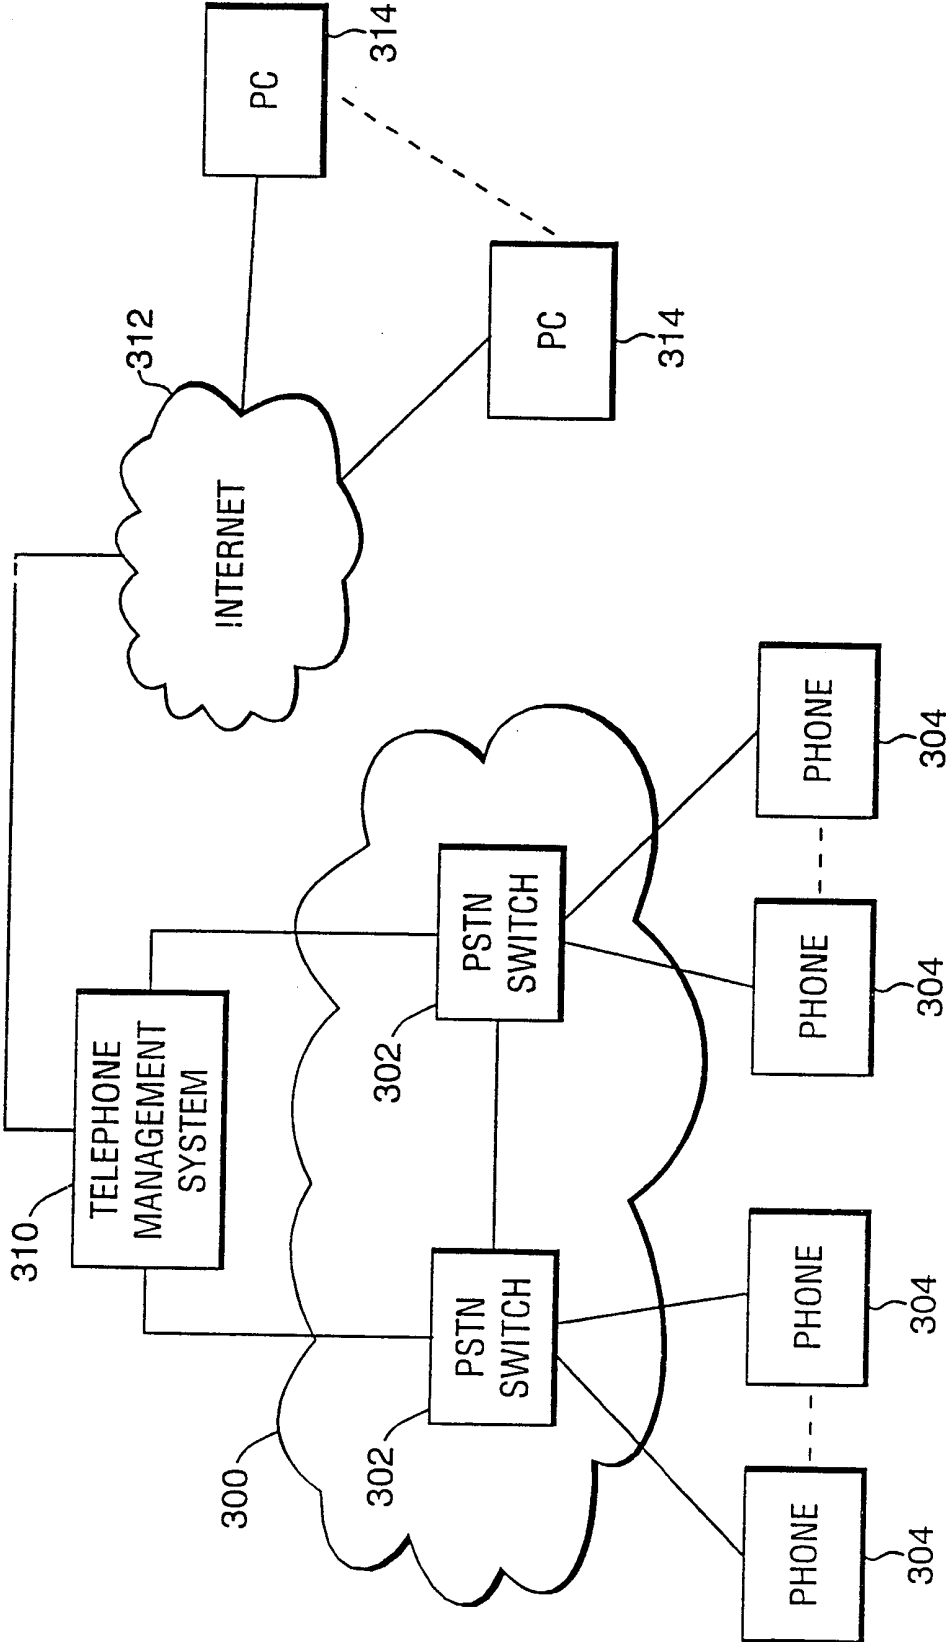 310
TELEPHONE
MANAGEMENT
SYSTEM
312
INTERNET
PC
314
PC
314
300
302
PSTN
SWITCH
302
PSTN
SWITCH
PHONE
304
PHONE
304
PHONE
304
PHONE
304